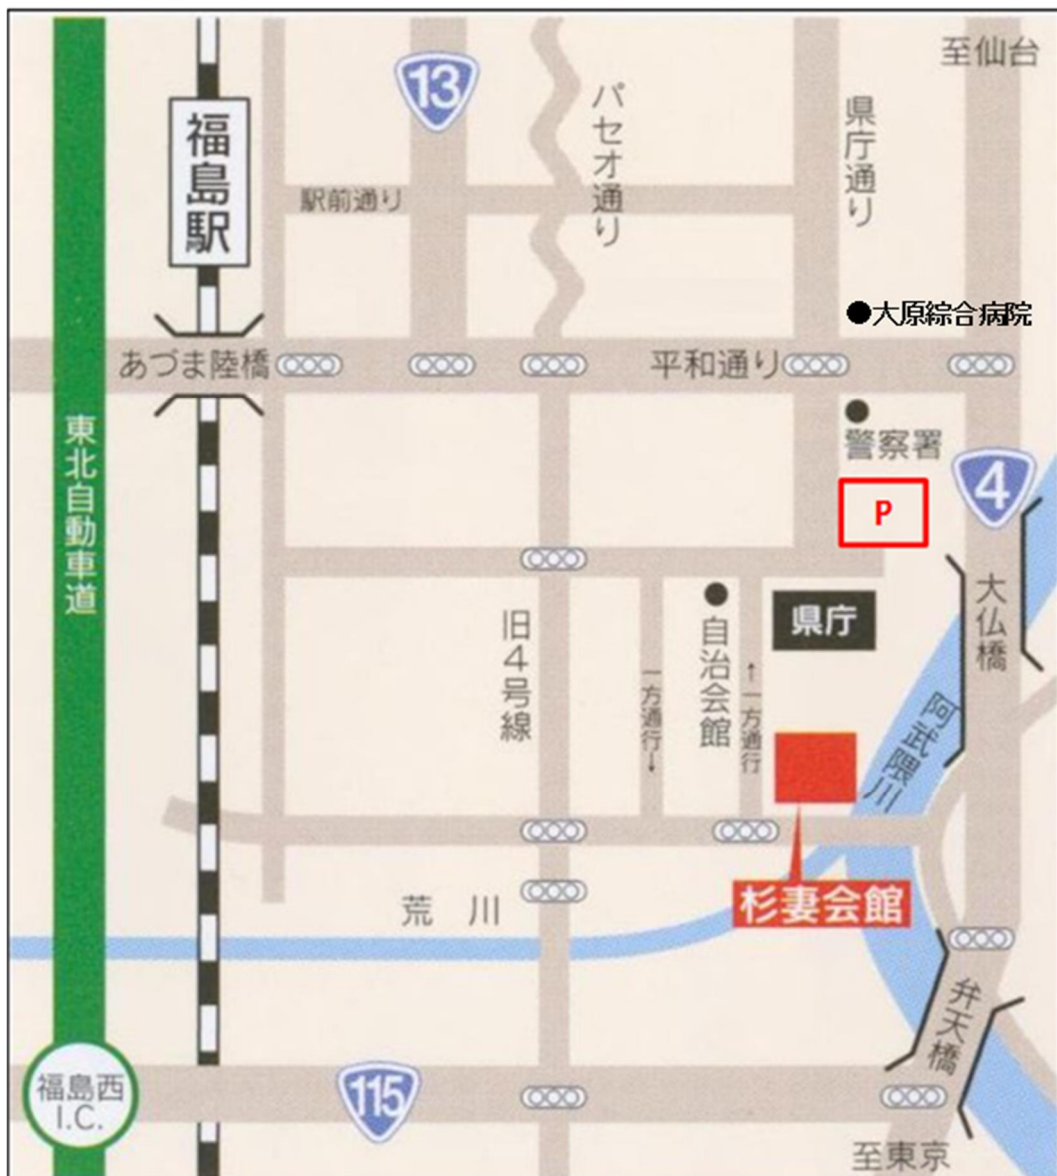 至仙台
13
パセオ通り
県庁通り
福島駅
駅前通り
●大原綜合病院
あづま陸橋
平和通り
東北自動車道
警察署
4
P
大仏橋
旧4号線
自治会館
県庁
一方通行→
←一方通行
阿武隈川
荒 川
杉妻会館
弁天橋
福島西
I.C.
115
至東京